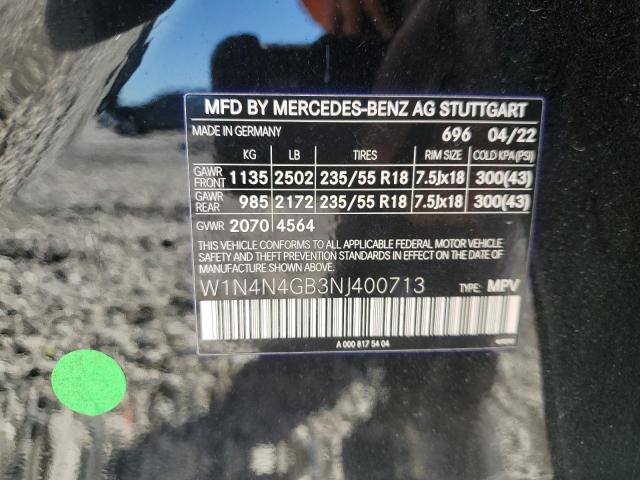 MFD BY MERCEDES-BENZ AG STUTTGART
MADE IN GERMANY 696 04/22
KG LB TIRES RIM SIZE COLD KPA (PSI)
GAWR FRONT 1135 2502 235/55 R18 7.5Jx18 300(43)
GAWR REAR 985 2172 235/55 R18 7.5Jx18 300(43)
GVWR 2070 4564
THIS VEHICLE CONFORMS TO ALL APPLICABLE FEDERAL MOTOR VEHICLE
SAFETY, BUMPER, AND THEFT PREVENTION STANDARDS IN EFFECT ON THE
DATE OF MANUFACTURE SHOWN ABOVE.
W1N4N4GB3NJ400713 TYPE: MPV
A 000 817 54 04